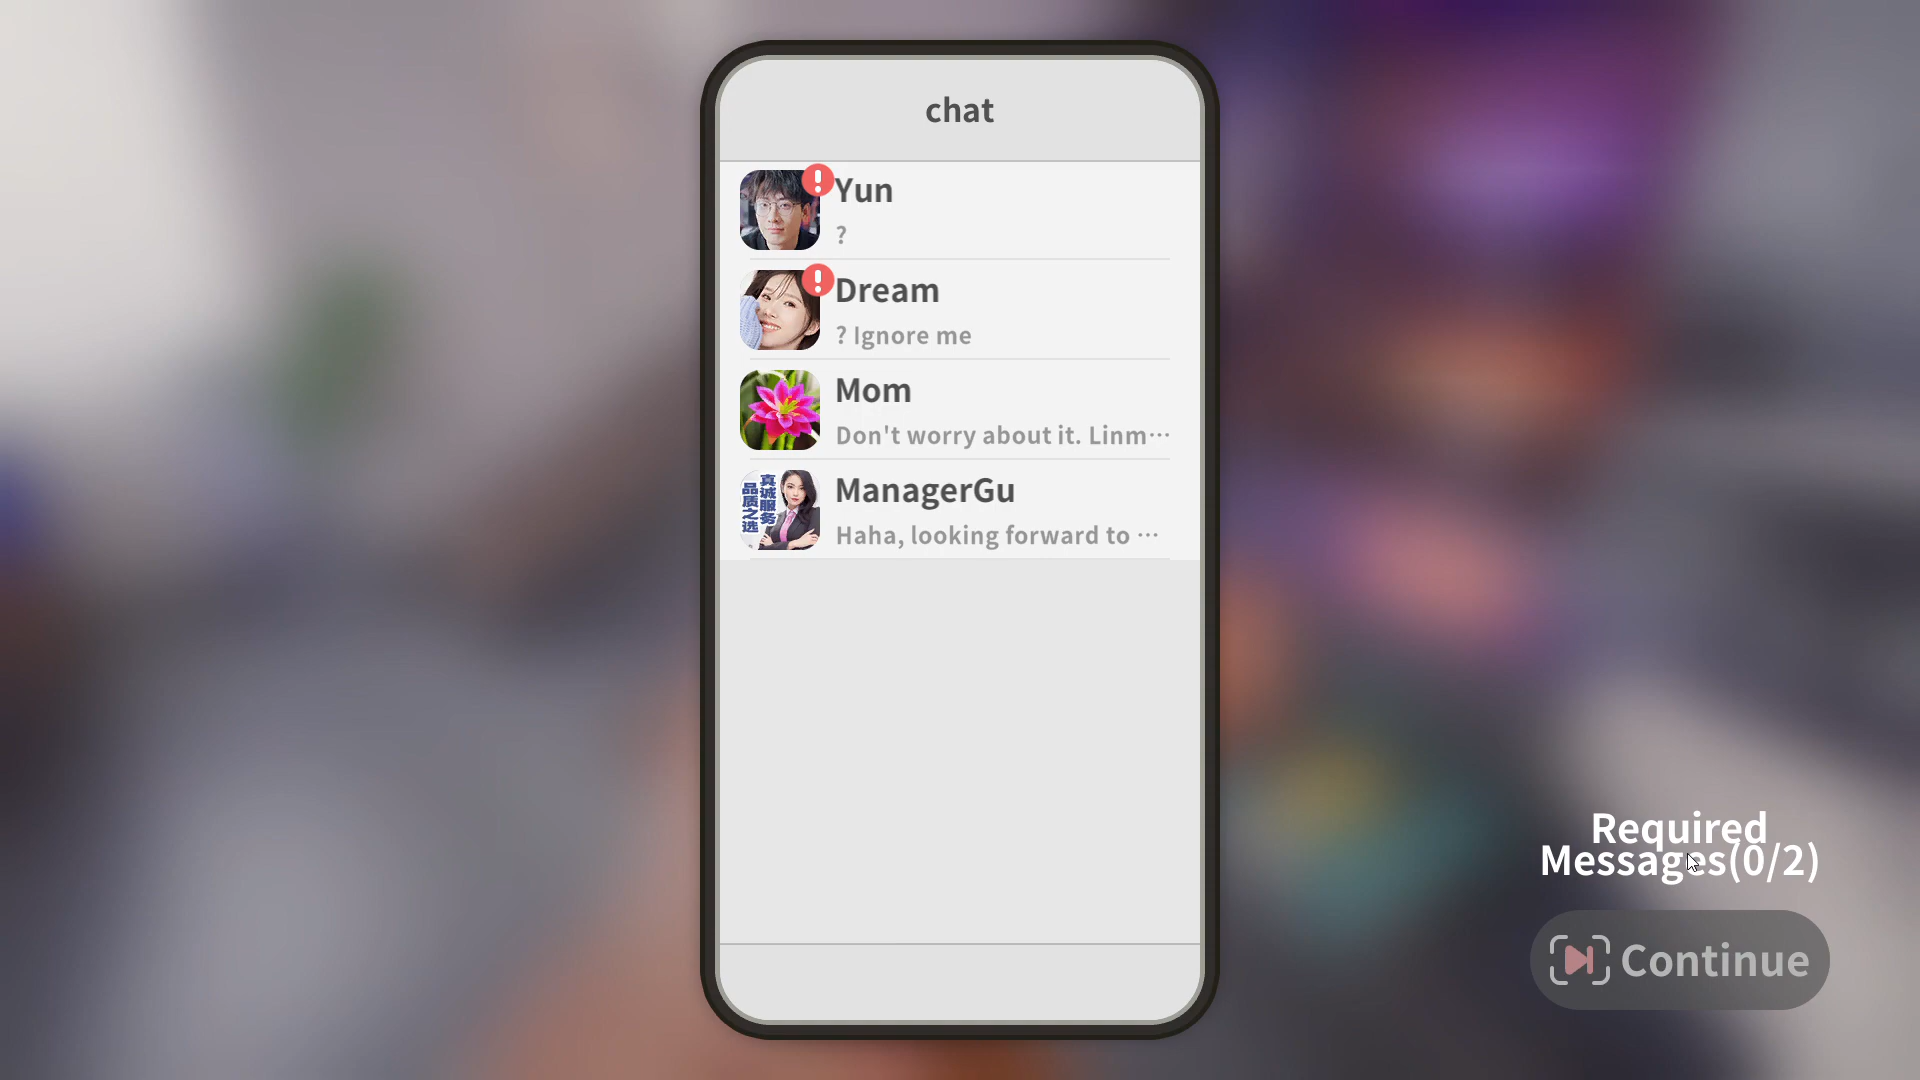 chat
Yun
?
Dream
? Ignore me
Mom
Don't worry about it. Linm···
真诚服务
品质之选
ManagerGu
Haha, looking forward to ···
Required
Messages(0/2)
Continue